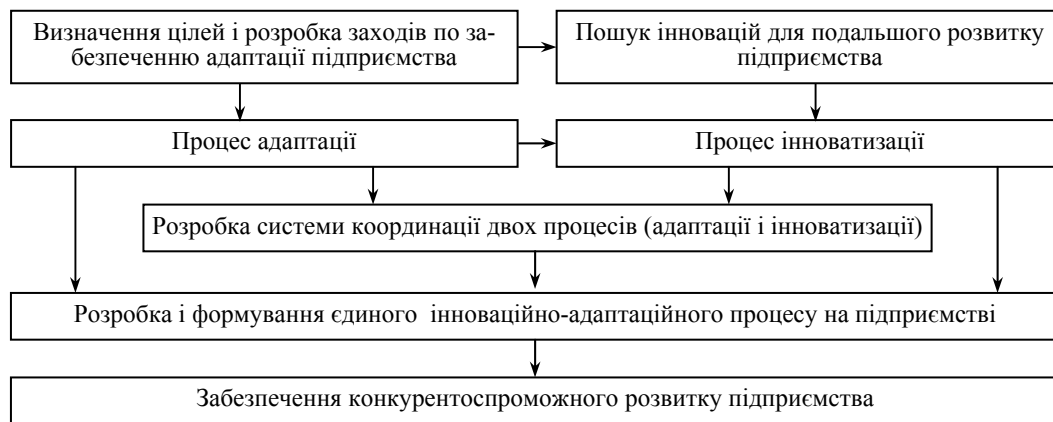 Визначення цілей і розробка заходів по за-
безпеченню адаптації підприємства
Пошук інновацій для подальшого розвитку
підприємства
Процес адаптації
Процес інноватизації
Розробка системи координації двох процесів (адаптації і інноватизації)
Розробка і формування єдиного інноваційно-адаптаційного процесу на підприємстві
Забезпечення конкурентоспроможного розвитку підприємства